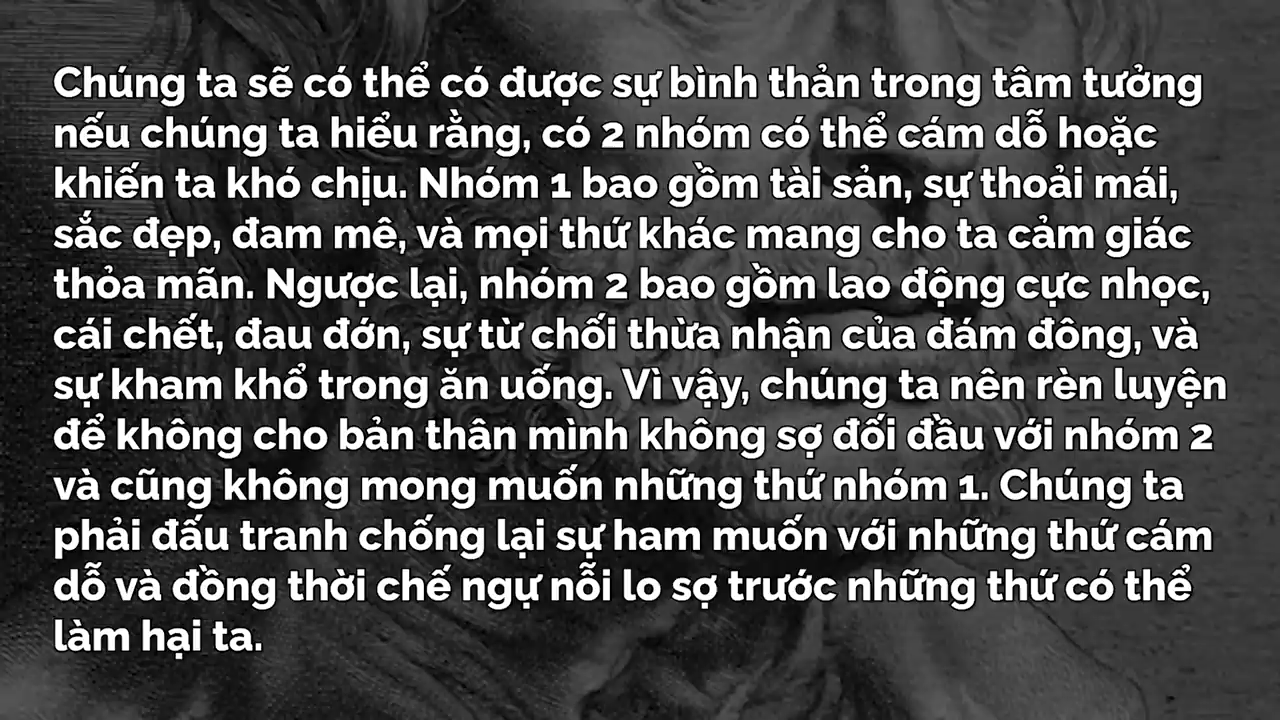 Chúng ta sẽ có thể có được sự bình thản trong tâm tưởng
nếu chúng ta hiểu rằng, có 2 nhóm có thể cám dỗ hoặc
khiến ta khó chịu. Nhóm 1 bao gồm tài sản, sự thoải mái,
sắc đẹp, đam mê, và mọi thứ khác mang cho ta cảm giác
thỏa mãn. Ngược lại, nhóm 2 bao gồm lao động cực nhọc,
cái chết, đau đớn, sự từ chối thừa nhận của đám đông, và
sự kham khổ trong ăn uống. Vì vậy, chúng ta nên rèn luyện
để không cho bản thân mình không sợ đối đầu với nhóm 2
và cũng không mong muốn những thứ nhóm 1. Chúng ta
phải đấu tranh chống lại sự ham muốn với những thứ cám
dỗ và đồng thời chế ngự nỗi lo sợ trước những thứ có thể
làm hại ta.